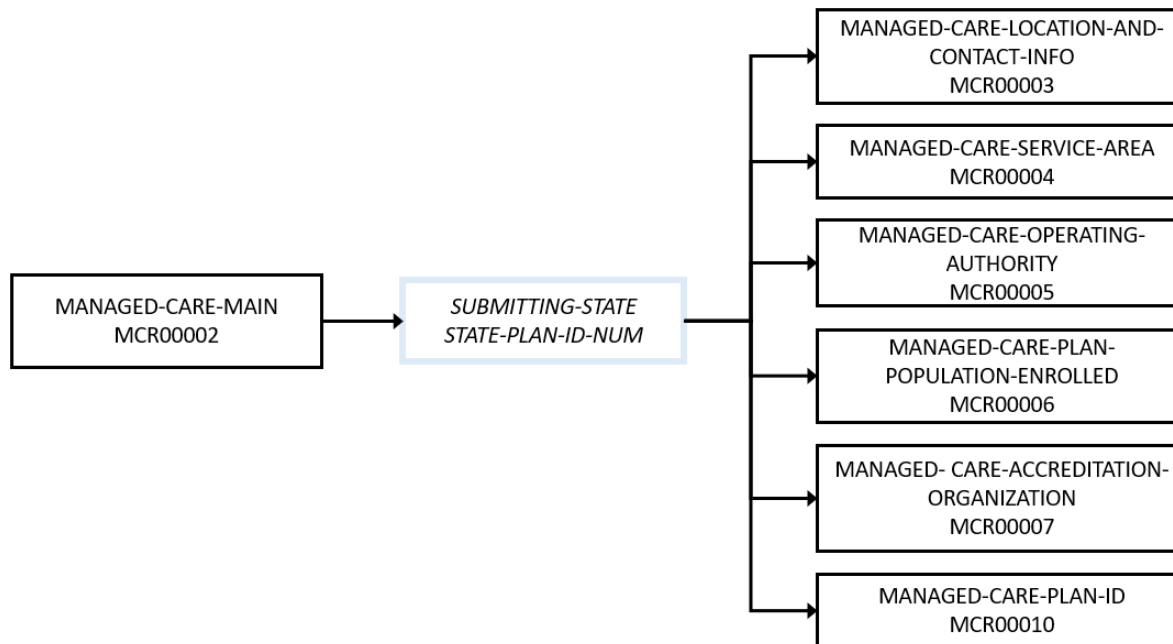 MANAGED-CARE-MAIN
MCR00002
SUBMITTING-STATE
STATE-PLAN-ID-NUM
MANAGED-CARE-LOCATION-AND-
CONTACT-INFO
MCR00003
MANAGED-CARE-SERVICE-AREA
MCR00004
MANAGED-CARE-OPERATING-
AUTHORITY
MCR00005
MANAGED-CARE-PLAN-
POPULATION-ENROLLED
MCR00006
MANAGED- CARE-ACCREDITATION-
ORGANIZATION
MCR00007
MANAGED-CARE-PLAN-ID
MCR00010